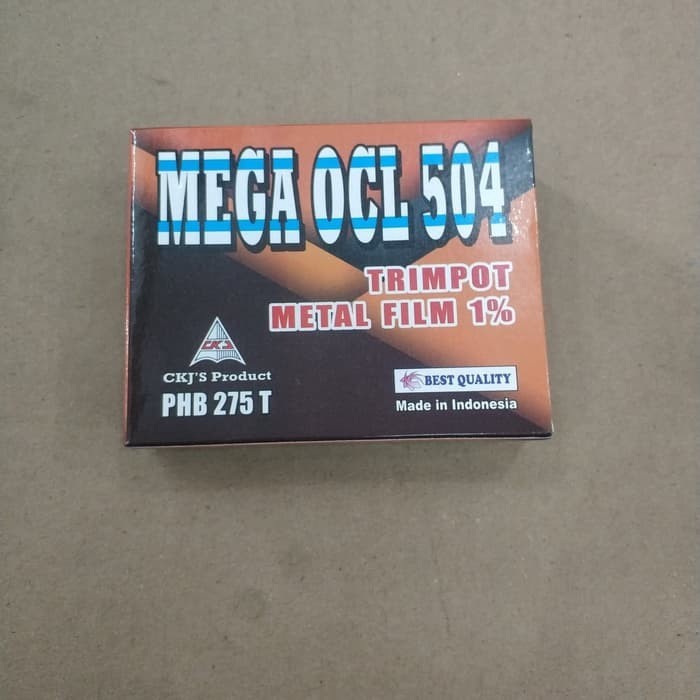 MEGA OCL 504
TRIMPOT
METAL FILM 1%
CKJ'S
CKJ'S Product
PHB 275 T
BEST QUALITY
Made in Indonesia